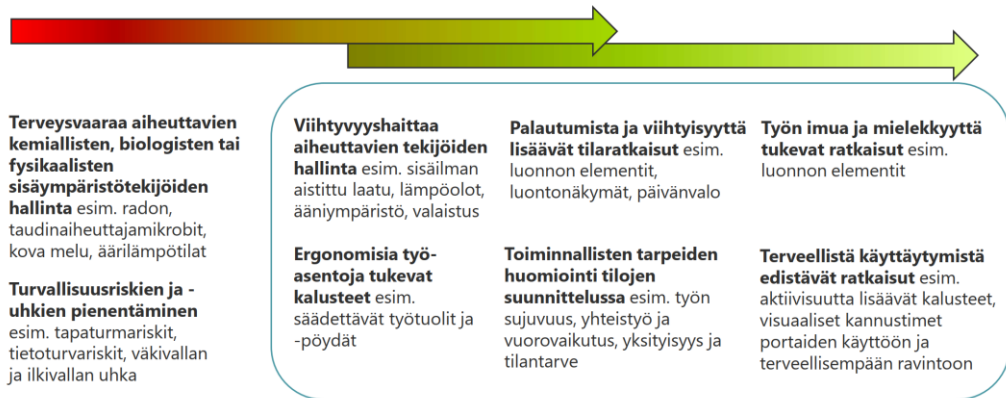 Terveysvaaraa aiheuttavien
kemiallisten, biologisten tai
fysikaalisten
sisäympäristötekijöiden
hallinta esim. radon,
taudinaiheuttajamikrobit,
kova melu, äärilämpötilat
Turvallisuusriskien ja -
uhkien pienentäminen
esim. tapaturmariskit,
tietoturvariskit, väkivallan
ja ilkivallan uhka
Viihtyvyyshaittaa
aiheuttavien tekijöiden
hallinta esim. sisäilman
aistittu laatu, lämpöolot,
ääniympäristö, valaistus
Ergonomisia työ-
asentoja tukevat
kalusteet esim.
säädettävät työtuolit ja
-pöydät
Palautumista ja viihtyisyyttä
lisäävät tilaratkaisut esim.
luonnon elementit,
luontonäkymät, päivänvalo
Toiminnallisten tarpeiden
huomiointi tilojen
suunnittelussa esim. työn
sujuvuus, yhteistyö ja
vuorovaikutus, yksityisyys ja
tilantarve
Työn imua ja mielekkyyttä
tukevat ratkaisut esim.
luonnon elementit
Terveellistä käyttäytymistä
edistävät ratkaisut esim.
aktiivisuutta lisäävät kalusteet,
visuaaliset kannustimet
portaiden käyttöön ja
terveellisempään ravintoon